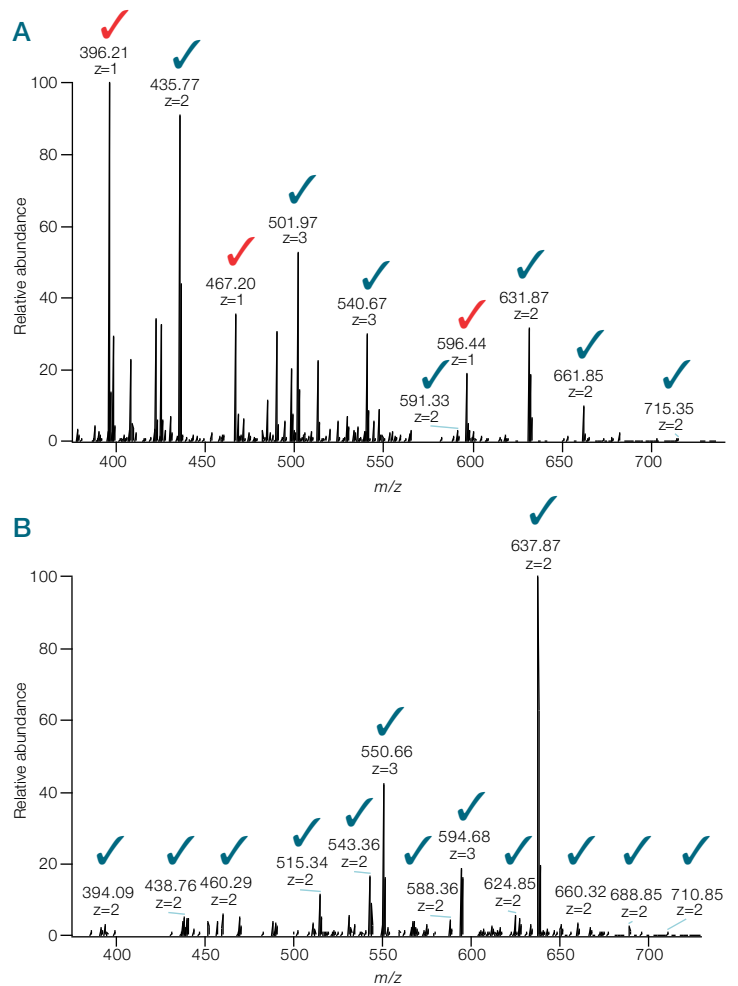 A
396.21
z=1
435.77
z=2
501.97
z=3
467.20
z=1
540.67
z=3
596.44
z=1
591.33
z=2
631.87
z=2
661.85
z=2
715.35
z=2
100
80
60
40
20
0
Relative abundance
400 450 500 550 600 650 700
m/z
B
637.87
z=2
550.66
z=3
394.09
z=2
438.76
z=2
460.29
z=2
515.34
z=2
543.36
z=2
588.36
z=2
594.68
z=3
624.85
z=2
660.32
z=2
688.85
z=2
710.85
z=2
100
80
60
40
20
0
Relative abundance
400 450 500 550 600 650 700
m/z